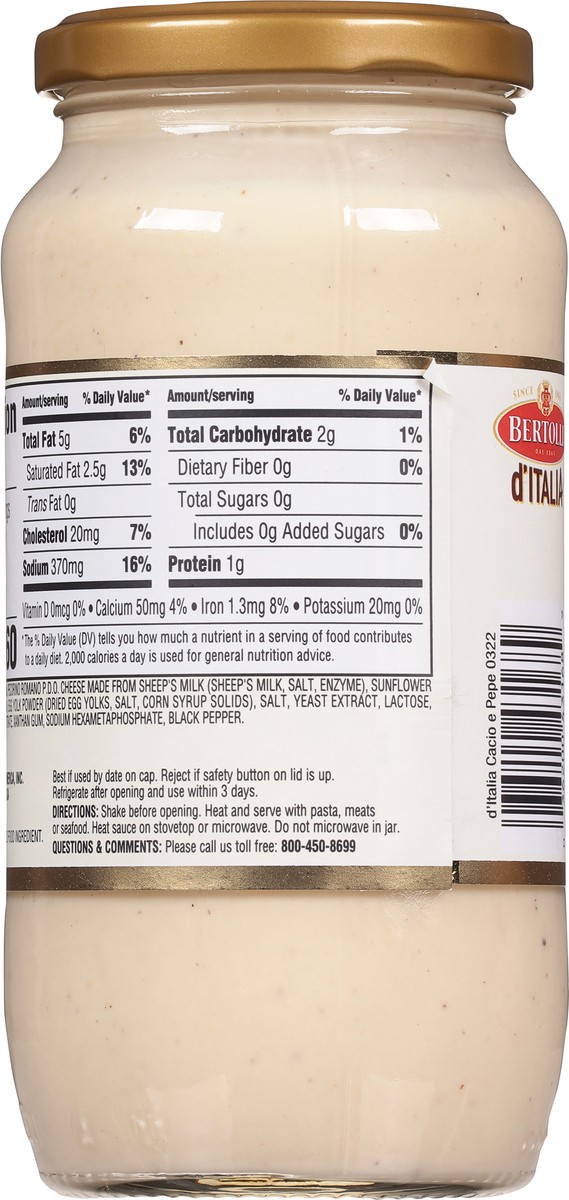 on
Amount/serving % Daily Value*
Total Fat 5g 6%
Saturated Fat 2.5g 13%
Trans Fat 0g
Cholesterol 20mg 7%
Sodium 370mg 16%
Amount/serving % Daily Value*
Total Carbohydrate 2g 1%
Dietary Fiber 0g 0%
Total Sugars 0g
Includes 0g Added Sugars 0%
Protein 1g
Vitamin D 0mcg 0% • Calcium 50mg 4% • Iron 1.3mg 8% • Potassium 20mg 0%
60
*The % Daily Value (DV) tells you how much a nutrient in a serving of food contributes
to a daily diet. 2,000 calories a day is used for general nutrition advice.
ROMANO P.D.O. CHEESE MADE FROM SHEEP'S MILK (SHEEP'S MILK, SALT, ENZYME), SUNFLOWER
YOLK POWDER (DRIED EGG YOLKS, SALT, CORN SYRUP SOLIDS), SALT, YEAST EXTRACT, LACTOSE,
XANTHAN GUM, SODIUM HEXAMETAPHOSPHATE, BLACK PEPPER.
INC.
FOOD INGREDIENT.
Best if used by date on cap. Reject if safety button on lid is up.
Refrigerate after opening and use within 3 days.
DIRECTIONS: Shake before opening. Heat and serve with pasta, meats
or seafood. Heat sauce on stovetop or microwave. Do not microwave in jar.
QUESTIONS & COMMENTS: Please call us toll free: 800-450-8699
SINCE
BERTOLLI
d'ITALIA
d'Italia Cacio e Pepe 0322